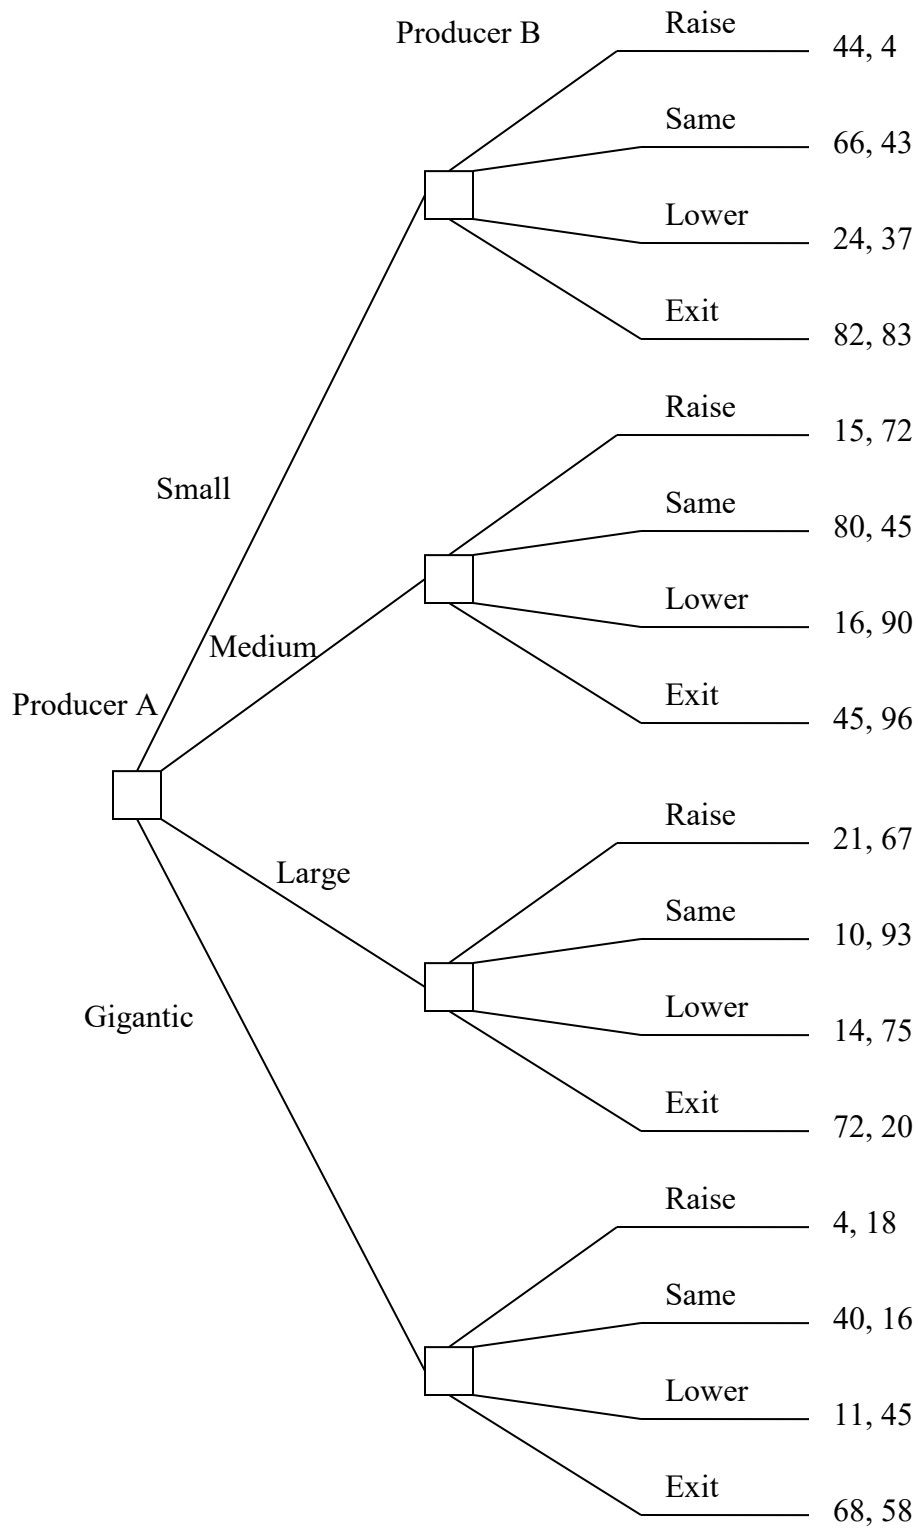 Producer B
Raise
44, 4
Same
66, 43
Lower
24, 37
Exit
82, 83
Raise
15, 72
Small
Same
80, 45
Lower
16, 90
Medium
Exit
45, 96
Producer A
Raise
21, 67
Large
Same
10, 93
Lower
14, 75
Gigantic
Exit
72, 20
Raise
4, 18
Same
40, 16
Lower
11, 45
Exit
68, 58